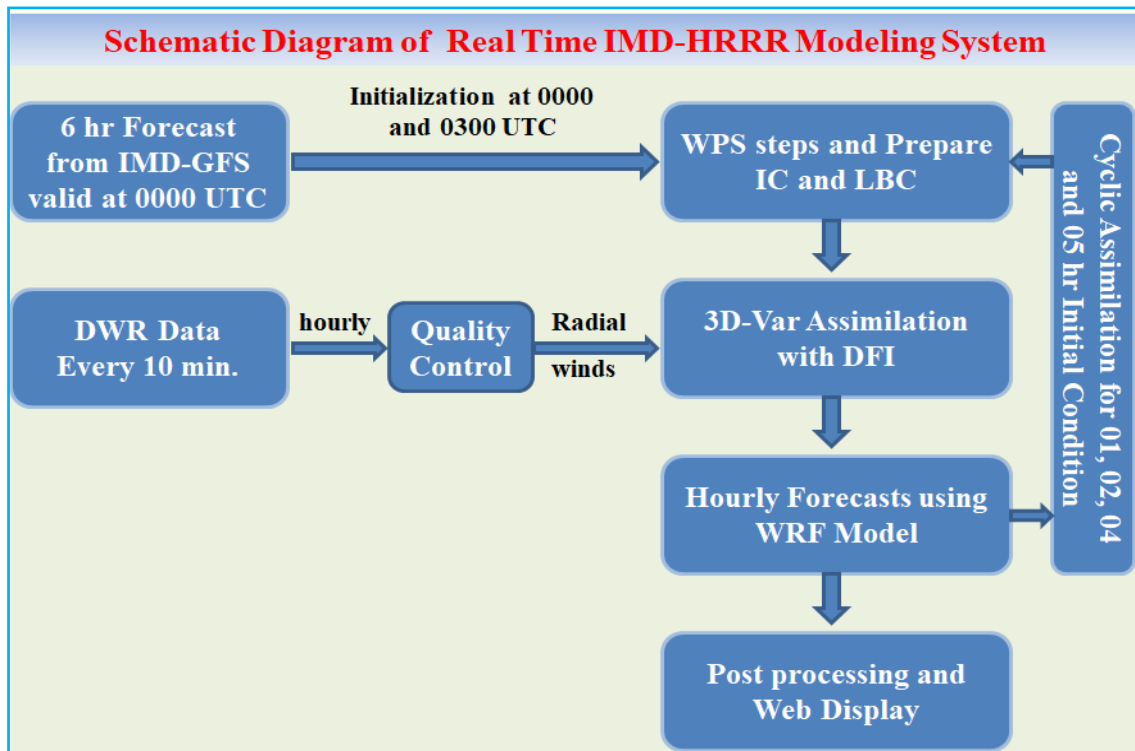 Schematic Diagram of Real Time IMD-HRRR Modeling System
6 hr Forecast
from IMD-GFS
valid at 0000 UTC
Initialization at 0000
and 0300 UTC
WPS steps and Prepare
IC and LBC
DWR Data
Every 10 min.
hourly
Quality
Control
Radial
winds
3D-Var Assimilation
with DFI
Hourly Forecasts using
WRF Model
Cyclic Assimilation for 01, 02, 04
and 05 hr Initial Condition
Post processing and
Web Display